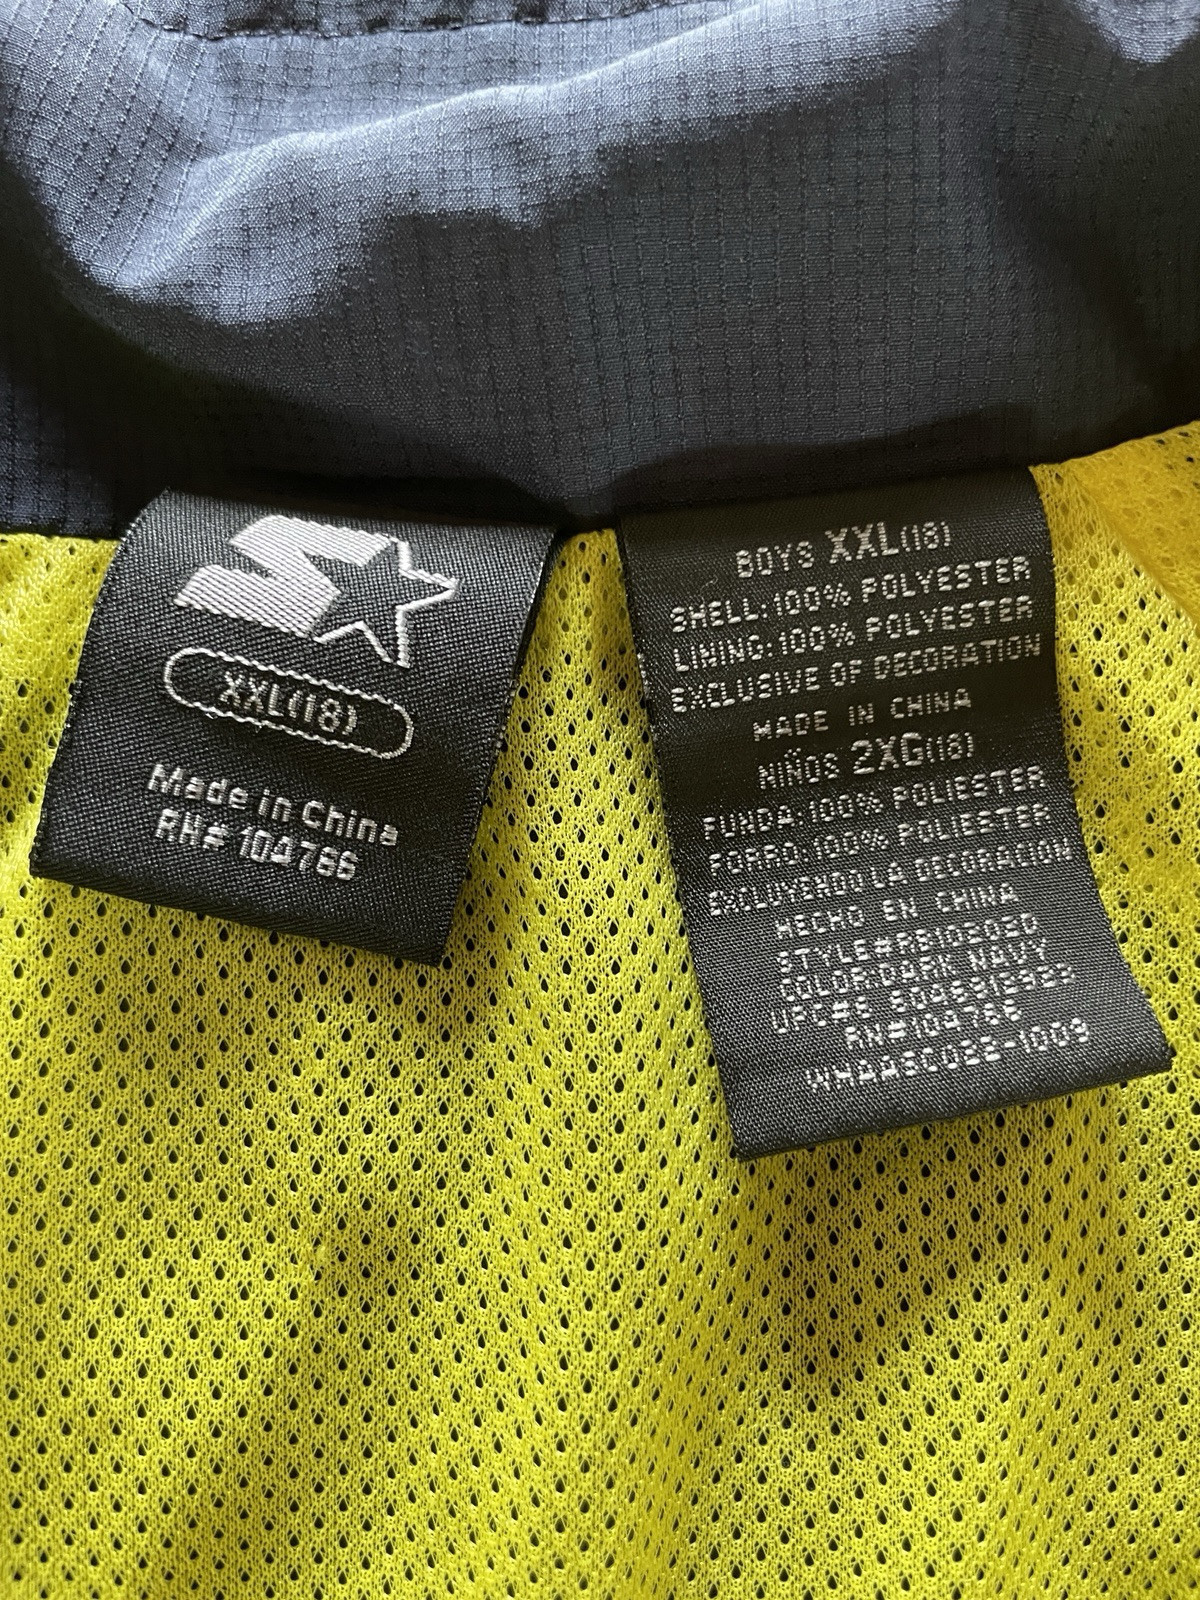 XXL(18)
Made in China
RN# 104766
BOYS XXL(18)
SHELL:100% POLYESTER
LINING:100% POLYESTER
EXCLUSIVE OF DECORATION
MADE IN CHINA
NIÑOS 2XG(18)
FUNDA:100% POLIESTER
FORRO:100% POLIESTER
EXCLUYENDO LA DECORACION
HECHO EN CHINA
COLOR:DARK NAVY
RN#104766